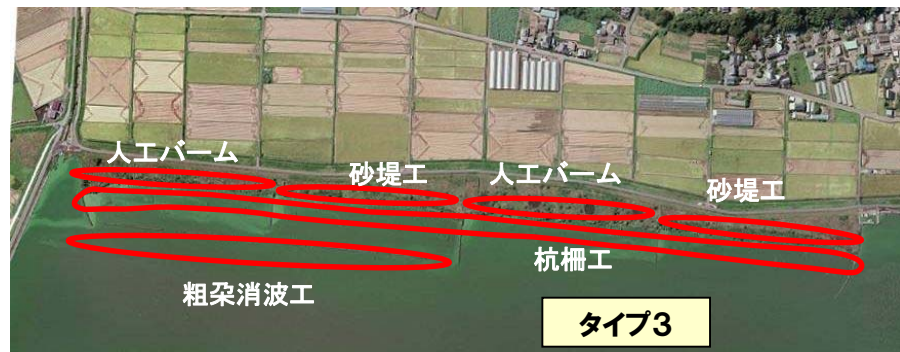 人工バーム
砂堤工
人工バーム
砂堤工
杭柵工
粗朶消波工
タイプ3